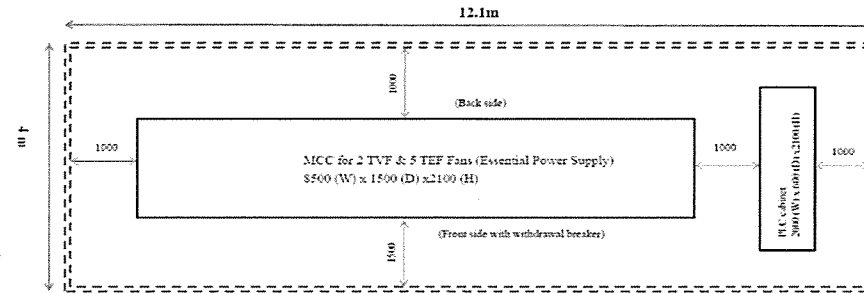 12.1m
4 m
1000
(Back side)
1000
MCC for 2 TVF & 5 TEF Fans (Essential Power Supply)
8500 (W) x 1500 (D) x2100 (H)
1000
PLC cabinet
2000 (W) x 600 (D) x2100 (H)
1000
(Front side with withdrawal breaker)
1500